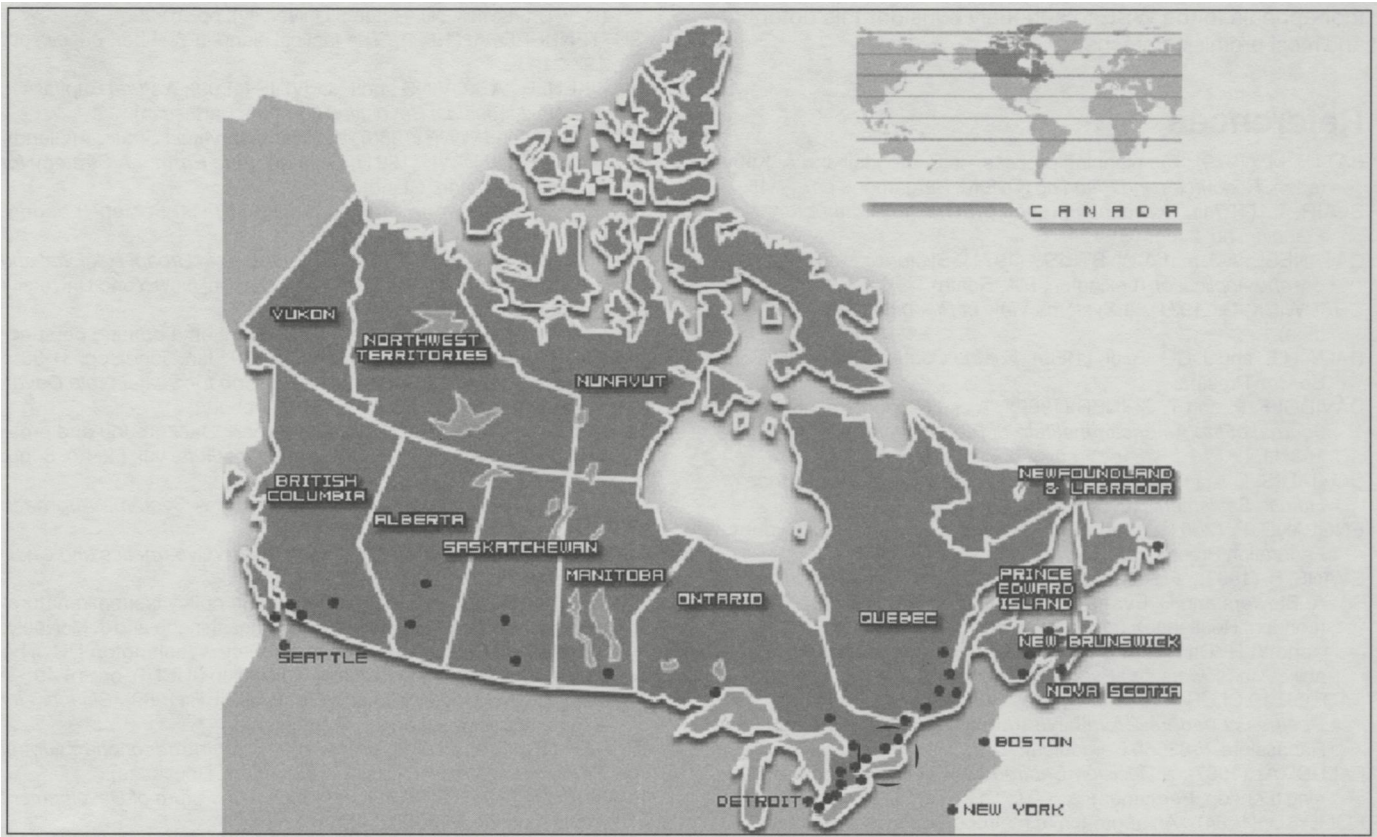 CANADA
YUKON
NORTHWEST
TERRITORIES
NUNAVUT
BRITISH
COLUMBIA
ALBERTA
SASKATCHEWAN
MANITOBA
ONTARIO
QUEBEC
NEWFOUNDLAND
& LABRADOR
PRINCE
EDWARD
ISLAND
NEW BRUNSWICK
NOVA SCOTIA
SEATTLE
BOSTON
DETROIT
NEW YORK